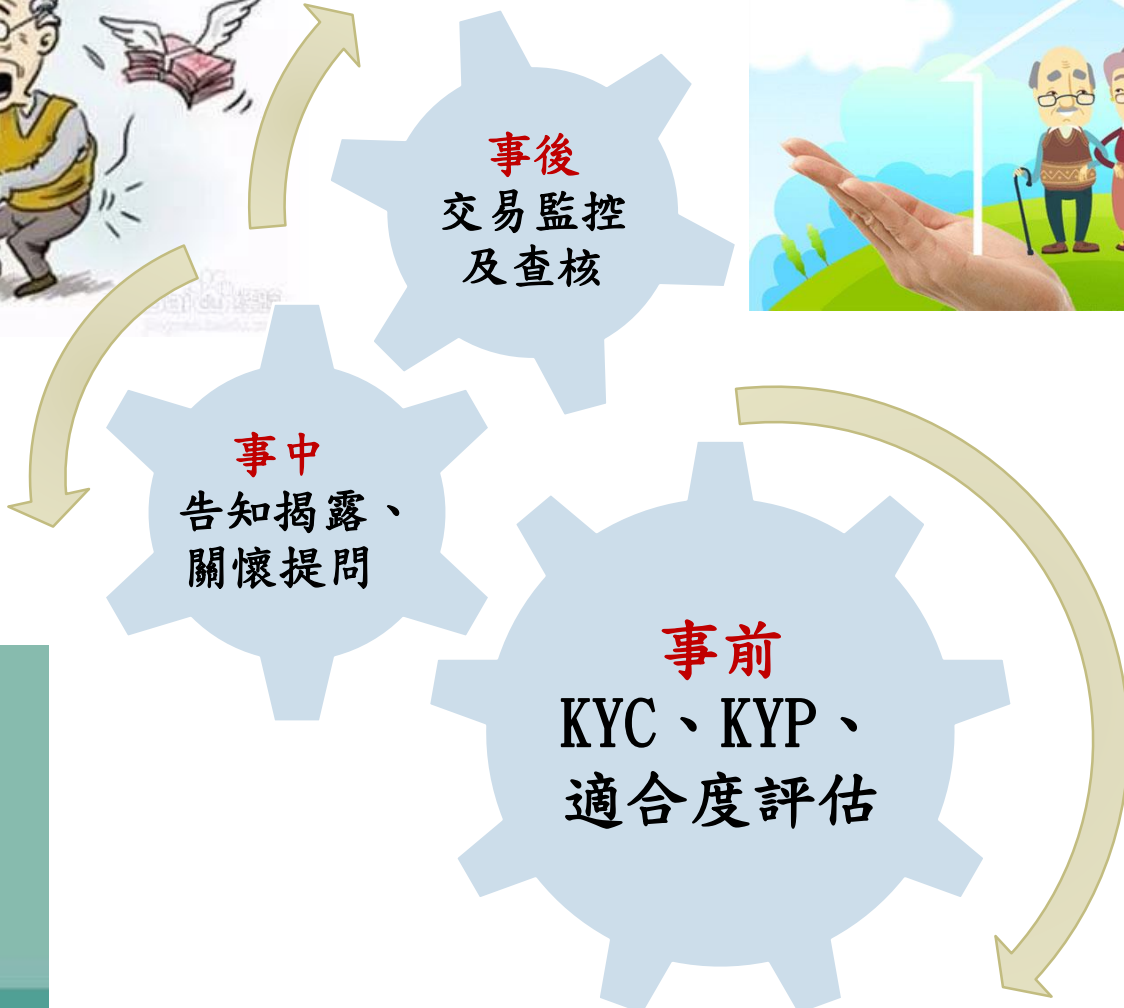 事後
交易監控
及查核
事中
告知揭露、
關懷提問
事前
KYC、KYP、
適合度評估